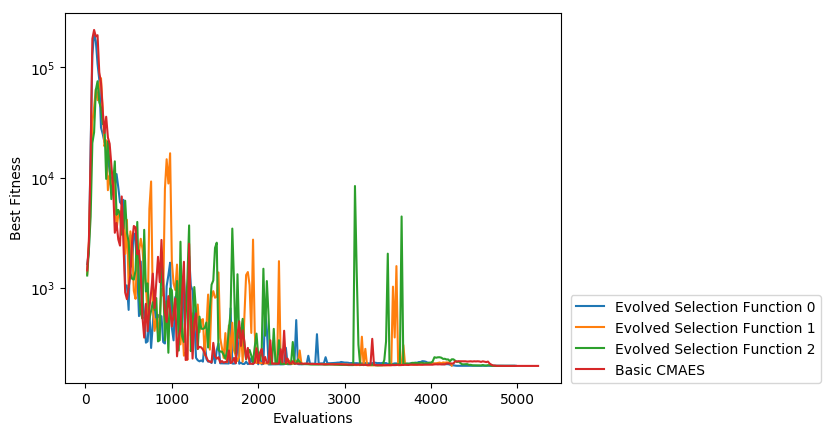 10^5
10^4
10^3
Best Fitness
0
1000
2000
3000
4000
5000
Evaluations
Evolved Selection Function 0
Evolved Selection Function 1
Evolved Selection Function 2
Basic CMAES